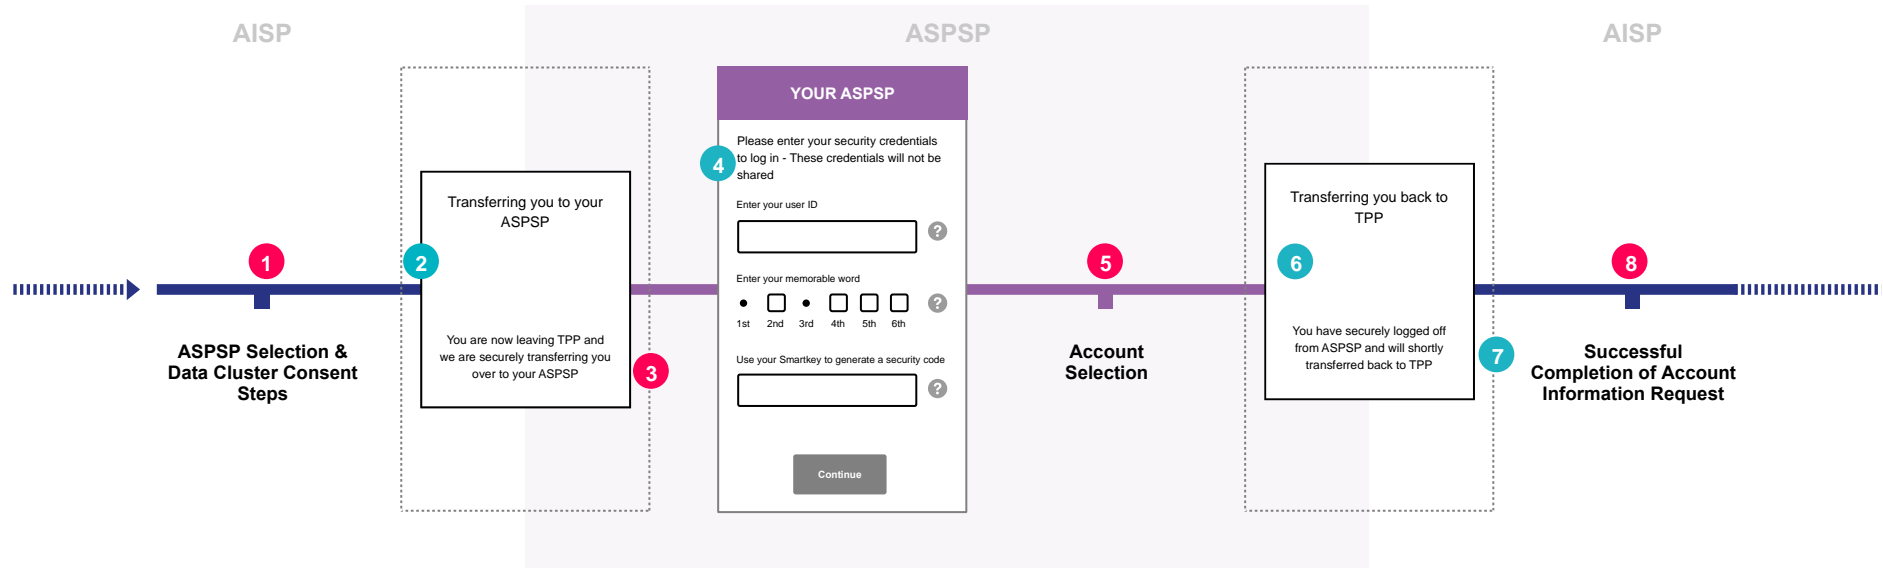 AISP
ASPSP
AISP
1
ASPSP Selection &
Data Cluster Consent
Steps
2
Transferring you to your
ASPSP
You are now leaving TPP and
we are securely transferring you
over to your ASPSP
3
YOUR ASPSP
4
Please enter your security credentials
to log in - These credentials will not be
shared
Enter your user ID
?
Enter your memorable word
?
1st 2nd 3rd 4th 5th 6th
Use your Smartkey to generate a security code
?
Continue
5
Account
Selection
6
Transferring you back to
TPP
You have securely logged off
from ASPSP and will shortly
transferred back to TPP
7
8
Successful
Completion of Account
Information Request